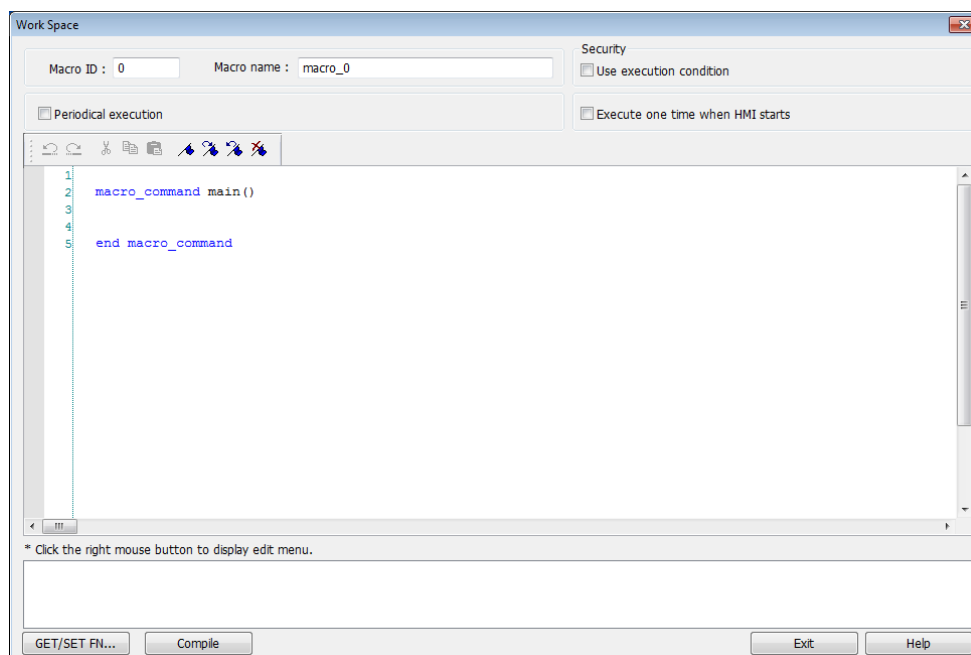 Work Space
Security
Macro ID : 0 Macro name : macro_0
Use execution condition
Periodical execution
Execute one time when HMI starts
1
2 macro_command main()
3
4
5 end macro_command
* Click the right mouse button to display edit menu.
GET/SET FN... Compile Exit Help